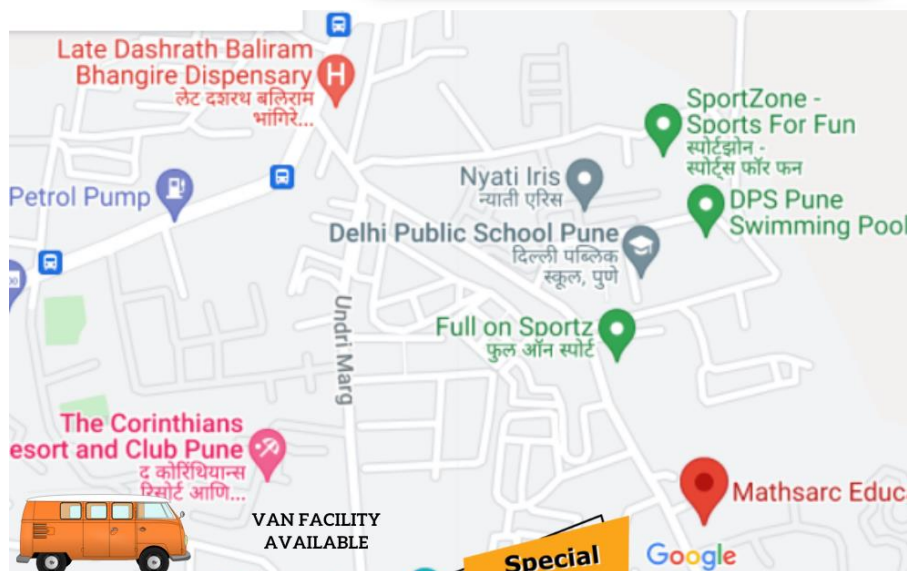 Late Dashrath Baliram
Bhangire Dispensary
लेट दशरथ बलिराम
भांगिरे...
H
SportZone -
Sports For Fun
स्पोर्टझोन -
स्पोर्ट्स फॉर फन
Nyati Iris
न्याती एरिस
Petrol Pump
DPS Pune
Swimming Pool
Delhi Public School Pune
दिल्ली पब्लिक
स्कूल, पुणे
Undri Marg
Full on Sportz
फुल ऑन स्पोर्ट
The Corinthians
esort and Club Pune
द कोरिंथियान्स
रिसोर्ट आणि...
Mathsarc Educ
VAN FACILITY
AVAILABLE
Special
Google